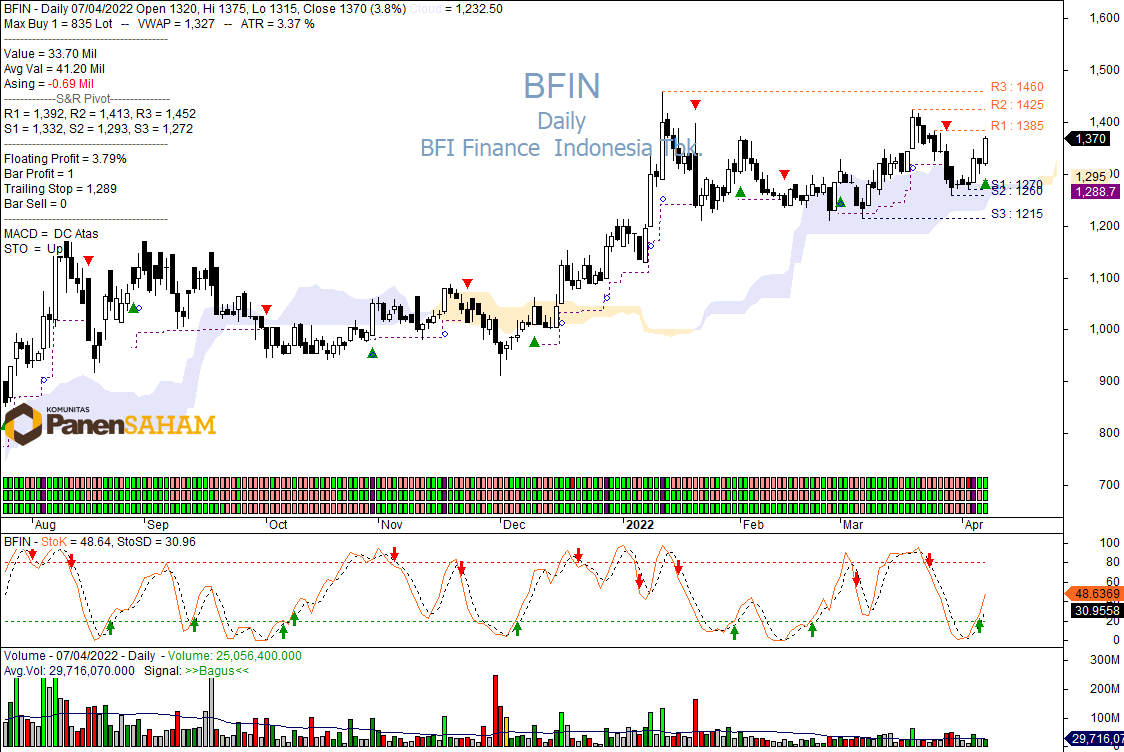 BFIN - Daily 07/04/2022 Open 1320, Hi 1375, Lo 1315, Close 1370 (3.8%) Cloud = 1,232.50
Max Buy 1 = 835 Lot -- VWAP = 1,327 -- ATR = 3.37 %
Value = 33.70 Mil
Avg Val = 41.20 Mil
Asing = -0.69 Mil
--------------S&R Pivot----------------
R1 = 1,392, R2 = 1,413, R3 = 1,452
S1 = 1,332, S2 = 1,293, S3 = 1,272
Floating Profit = 3.79%
Bar Profit = 1
Trailing Stop = 1,289
Bar Sell = 0
MACD = DC Atas
STO = Up
BFIN
Daily
BFI Finance Indonesia Tbk.
R3 : 1460
R2 : 1425
R1 : 1385
S1 : 1270
S2 : 1260
S3 : 1215
1,600
1,500
1,400
1,370
1,295
1,288.7
1,200
1,100
1,000
900
800
700
KOMUNITAS
PanenSAHAM
Aug Sep Oct Nov Dec 2022 Feb Mar Apr
BFIN - StoK = 48.64, StoSD = 30.96
100
80
60
48.6369
30.9558
20
0
Volume - 07/04/2022 - Daily - Volume: 25,056,400.000
Avg.Vol: 29,716,070.000 Signal: >>Bagus<<
300M
200M
100M
29,716,07